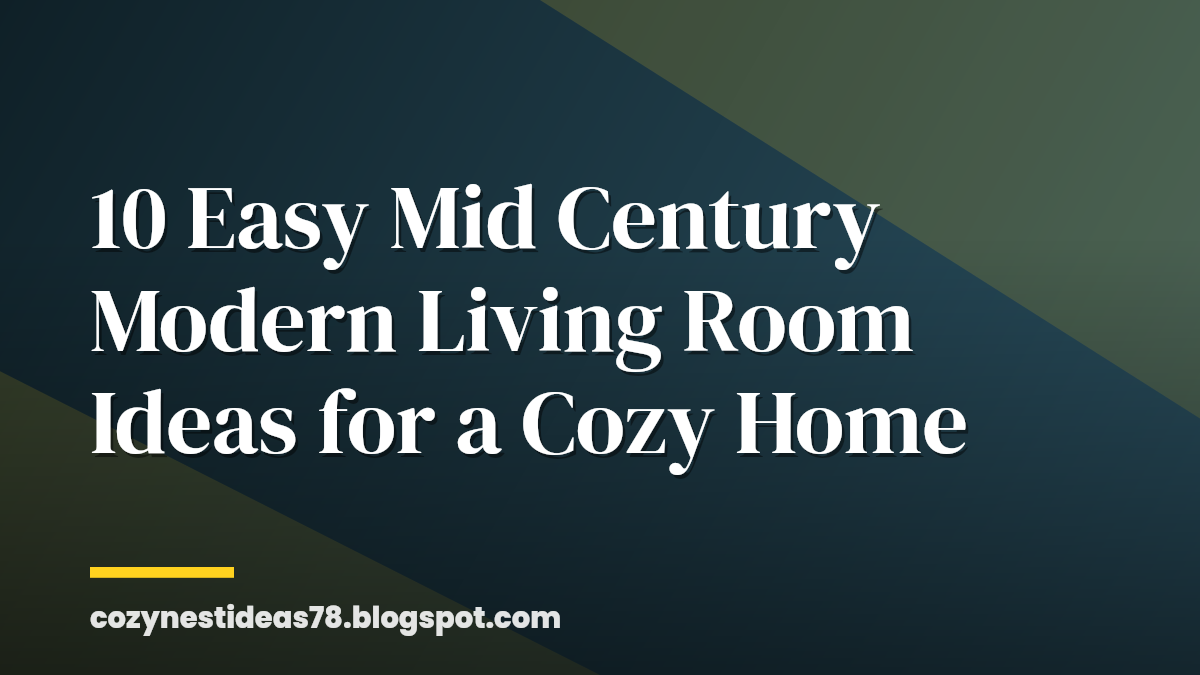 10 Easy Mid Century
Modern Living Room
Ideas for a Cozy Home
cozynestideas78.blogspot.com